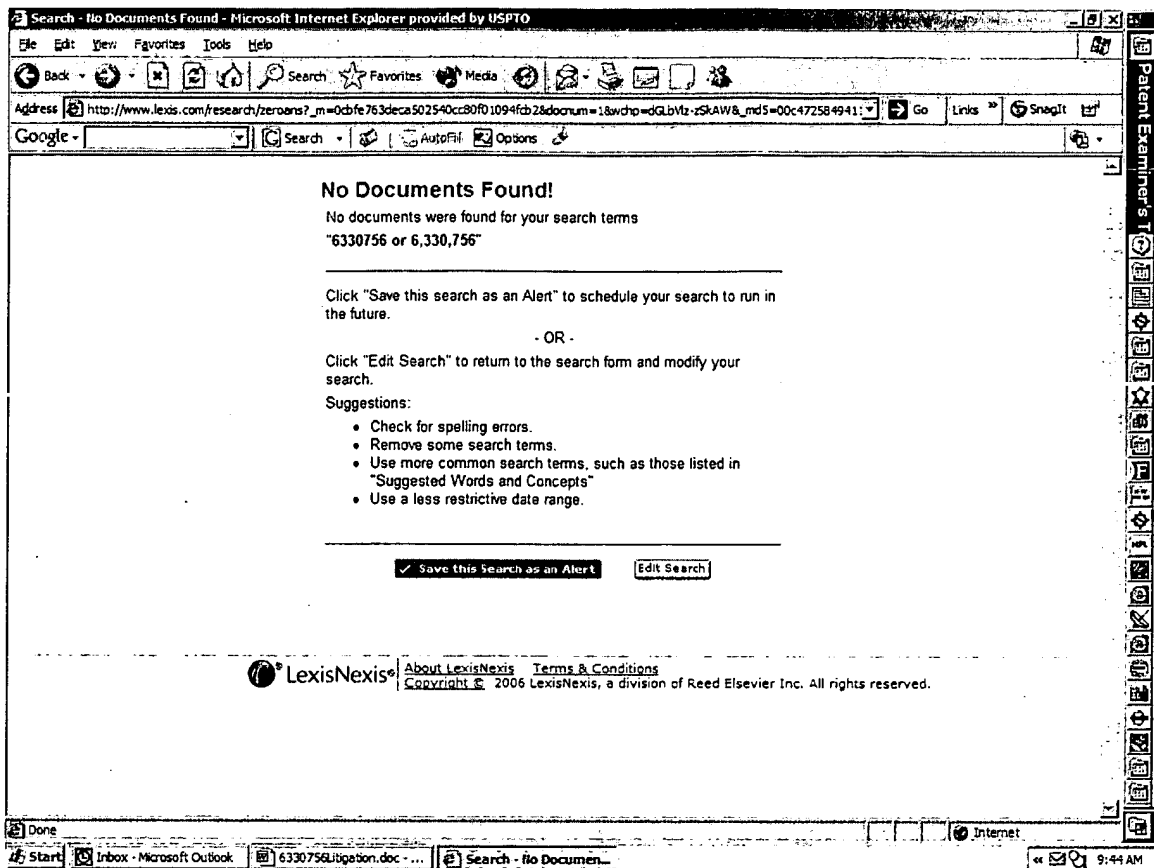 Search - No Documents Found - Microsoft Internet Explorer provided by USPTO
File Edit View Favorites Tools Help
Back Search Favorites Media
Address http://www.lexis.com/research/zeroans?_m=0cbfe763deca502540cc80f01094fcb2&docnum=1&wchp=dGLbVlz-zSkAW&_md5=00c472584941: Go Links » SnagIt
Google - Search AutoFill Options
Patent Examiner's T
No Documents Found!
No documents were found for your search terms
"6330756 or 6,330,756"
Click "Save this search as an Alert" to schedule your search to run in
the future.
- OR -
Click "Edit Search" to return to the search form and modify your
search.
Suggestions:
• Check for spelling errors.
• Remove some search terms.
• Use more common search terms, such as those listed in
"Suggested Words and Concepts"
• Use a less restrictive date range.
✓ Save this Search as an Alert Edit Search
LexisNexis® About LexisNexis Terms & Conditions
Copyright © 2006 LexisNexis, a division of Reed Elsevier Inc. All rights reserved.
Done Internet
Start Inbox - Microsoft Outlook 6330756Litigation.doc - ... Search - No Documen... « 9:44 AM